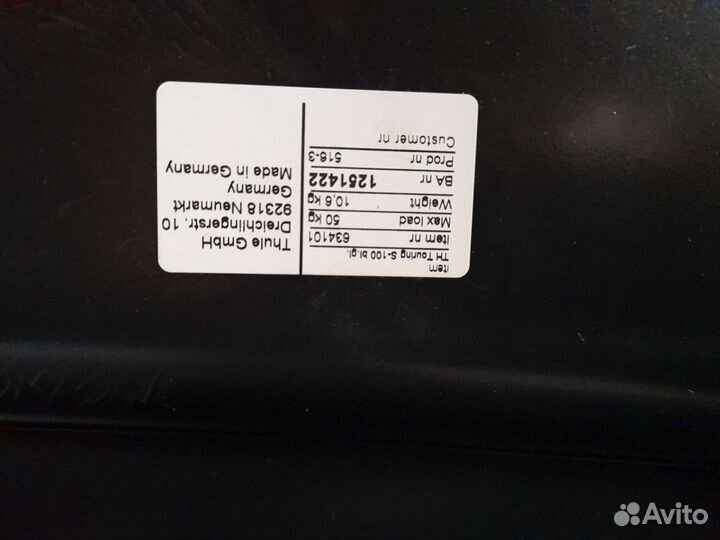 Item
TH Touring S-100 bl.gl.
Item nr 634101
Max load 50 kg
Weight 10,6 kg
BA nr 1251422
Prod nr 516-3
Customer nr
Thule GmbH
Dreichlingerstr. 10
92318 Neumarkt
Germany
Made in Germany
Avito